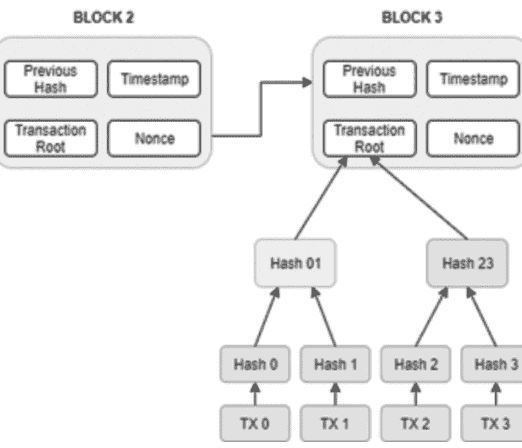 BLOCK 2
BLOCK 3
Previous
Hash
Timestamp
Previous
Hash
Timestamp
Transaction
Root
Nonce
Transaction
Root
Nonce
Hash 01
Hash 23
Hash 0
Hash 1
Hash 2
Hash 3
TX 0
TX 1
TX 2
TX 3